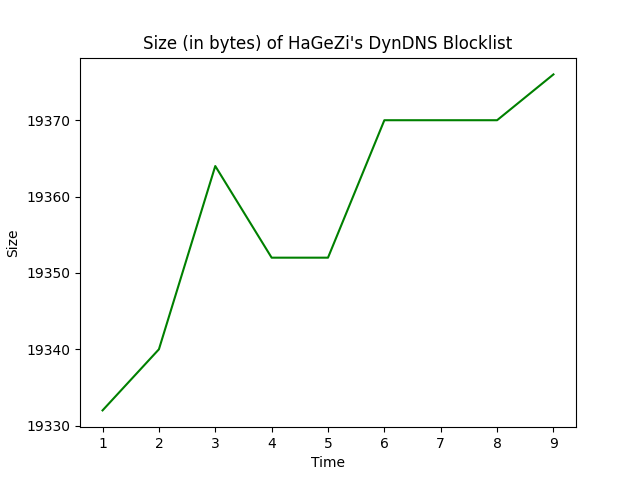 Size (in bytes) of HaGeZi's DynDNS Blocklist
Size
19370
19360
19350
19340
19330
1 2 3 4 5 6 7 8 9
Time